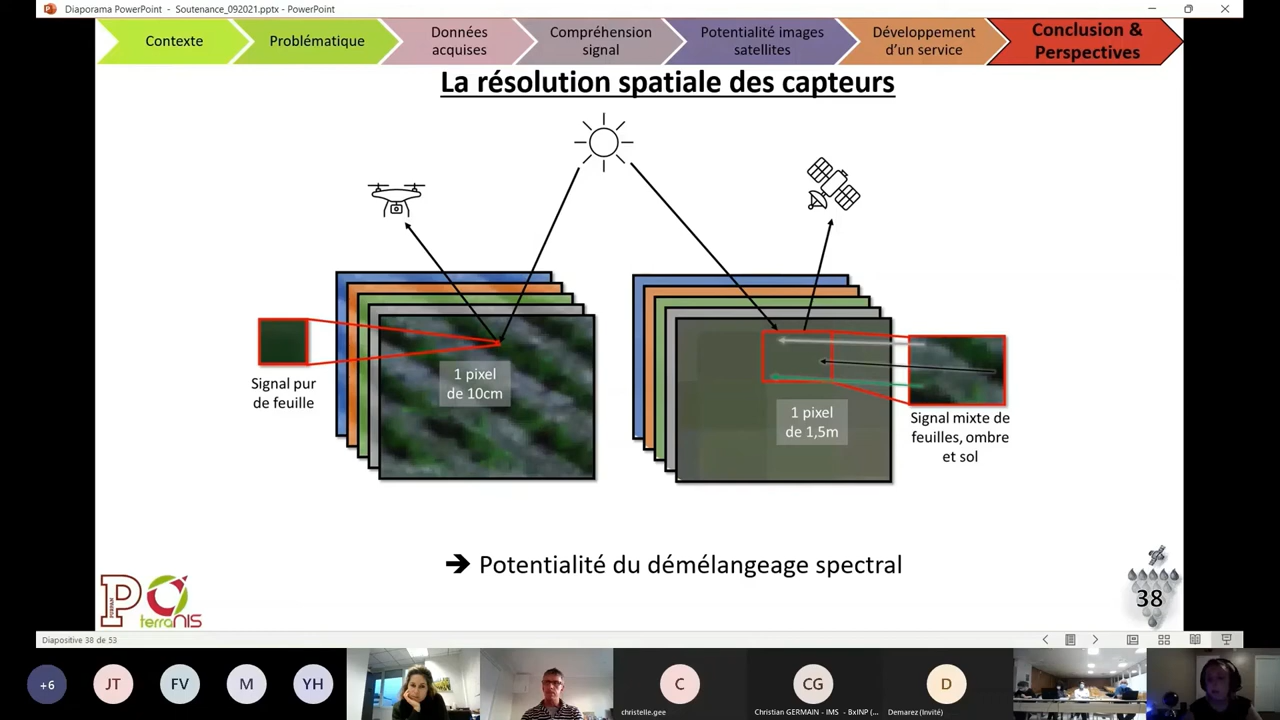 Diaporama PowerPoint - Soutenance_092021.pptx - PowerPoint
Contexte
Problématique
Données
acquises
Compréhension
signal
Potentialité images
satellites
Développement
d'un service
Conclusion &
Perspectives
La résolution spatiale des capteurs
1 pixel
de 10cm
Signal pur
de feuille
1 pixel
de 1,5m
Signal mixte de
feuilles, ombre
et sol
➔ Potentialité du démélangeage spectral
PURPAN
terranis
38
Diapositive 38 de 53
+6
JT
FV
M
YH
C
christelle.gee
CG
Christian GERMAIN - IMS - BxINP (...
D
Demarez (Invité)